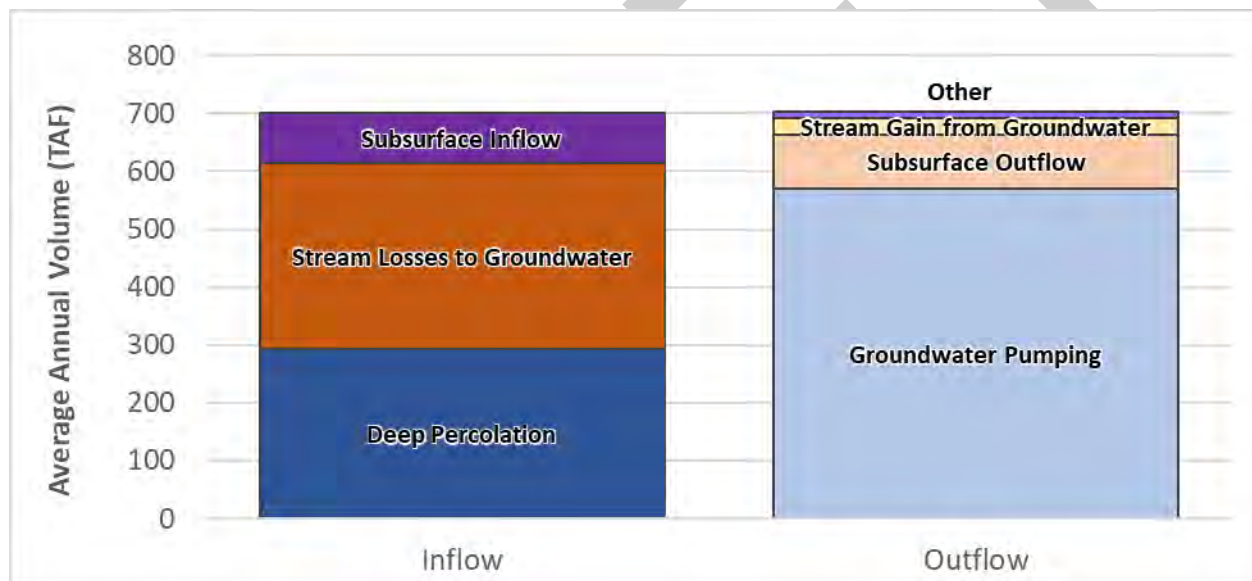 Average Annual Volume (TAF)
800
700
600
500
400
300
200
100
0
Subsurface Inflow
Stream Losses to Groundwater
Deep Percolation
Other
Stream Gain from Groundwater
Subsurface Outflow
Groundwater Pumping
Inflow
Outflow